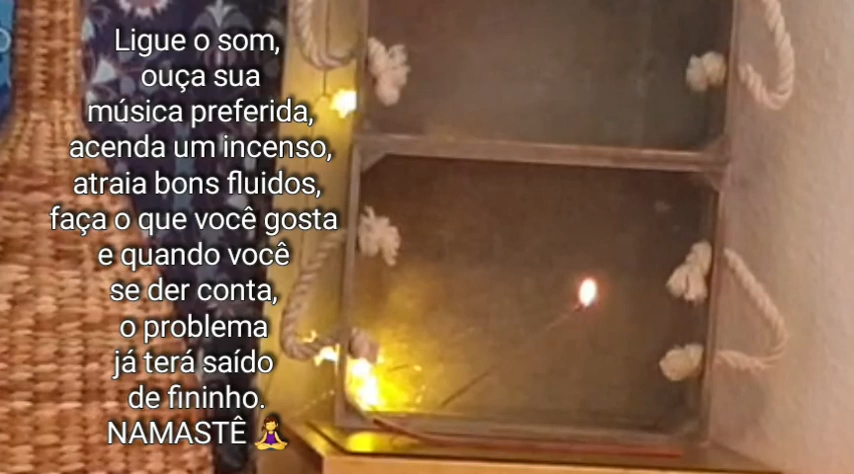 Ligue o som,
ouça sua
música preferida,
acenda um incenso,
atraia bons fluidos,
faça o que você gosta
e quando você
se der conta,
o problema
já terá saído
de fininho.
NAMASTÊ 🧘‍♀️